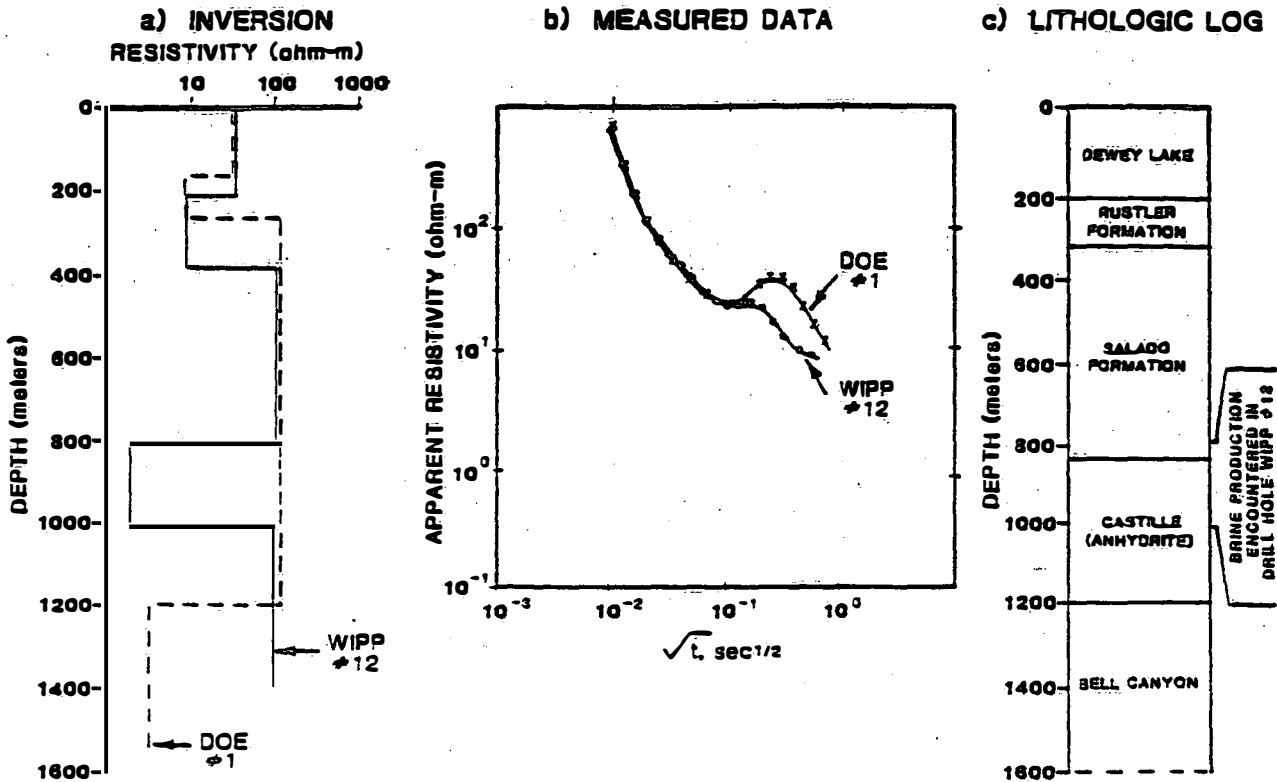 a) INVERSION
RESISTIVITY (ohm-m)
10 100 1000
0
200
400
600
800
1000
1200
1400
1600
DEPTH (meters)
WIPP
#12
DOE
#1
b) MEASURED DATA
APPARENT RESISTIVITY (ohm-m)
10²
10¹
10⁰
10⁻¹
10⁻³ 10⁻² 10⁻¹ 10⁰
√t, sec1/2
DOE
#1
WIPP
#12
c) LITHOLOGIC LOG
DEPTH (meters)
0
200
400
600
800
1000
1200
1400
1600
DEWEY LAKE
RUSTLER
FORMATION
SALADO
FORMATION
CASTILLE
(ANHYDRITE)
BELL CANYON
BRINE PRODUCTION
ENCOUNTERED IN
DRILL HOLE WIPP #12